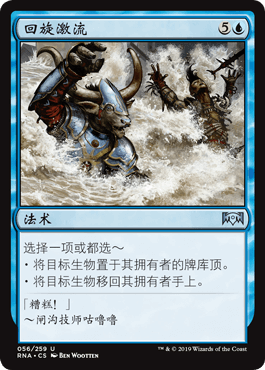 回旋激流 5
法术
选择一项或都选～
• 将目标生物置于其拥有者的牌库顶。
• 将目标生物移回其拥有者手上。
「糟糕！」
～闸沟技师咕噜噜
056/259 U
RNA • CS BEN WOOTTEN
™ & © 2019 Wizards of the Coast